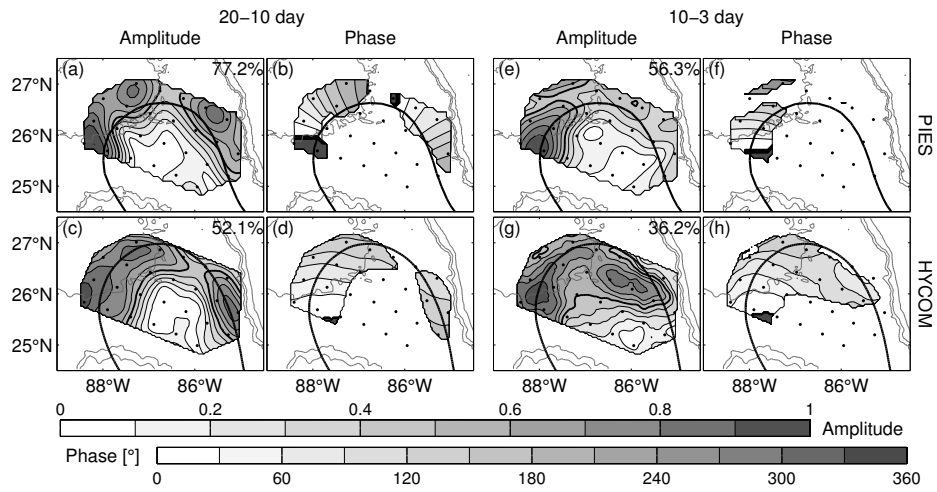 20−10 day 10−3 day
Amplitude Phase Amplitude Phase
(a) 77.2% (b) (e) 56.3% (f)
27°N
26°N
25°N
PIES
(c) 52.1% (d) (g) 36.2% (h)
27°N
26°N
25°N
HYCOM
88°W 86°W 88°W 86°W 88°W 86°W 88°W 86°W
0 0.2 0.4 0.6 0.8 1
Amplitude
Phase [°]
0 60 120 180 240 300 360